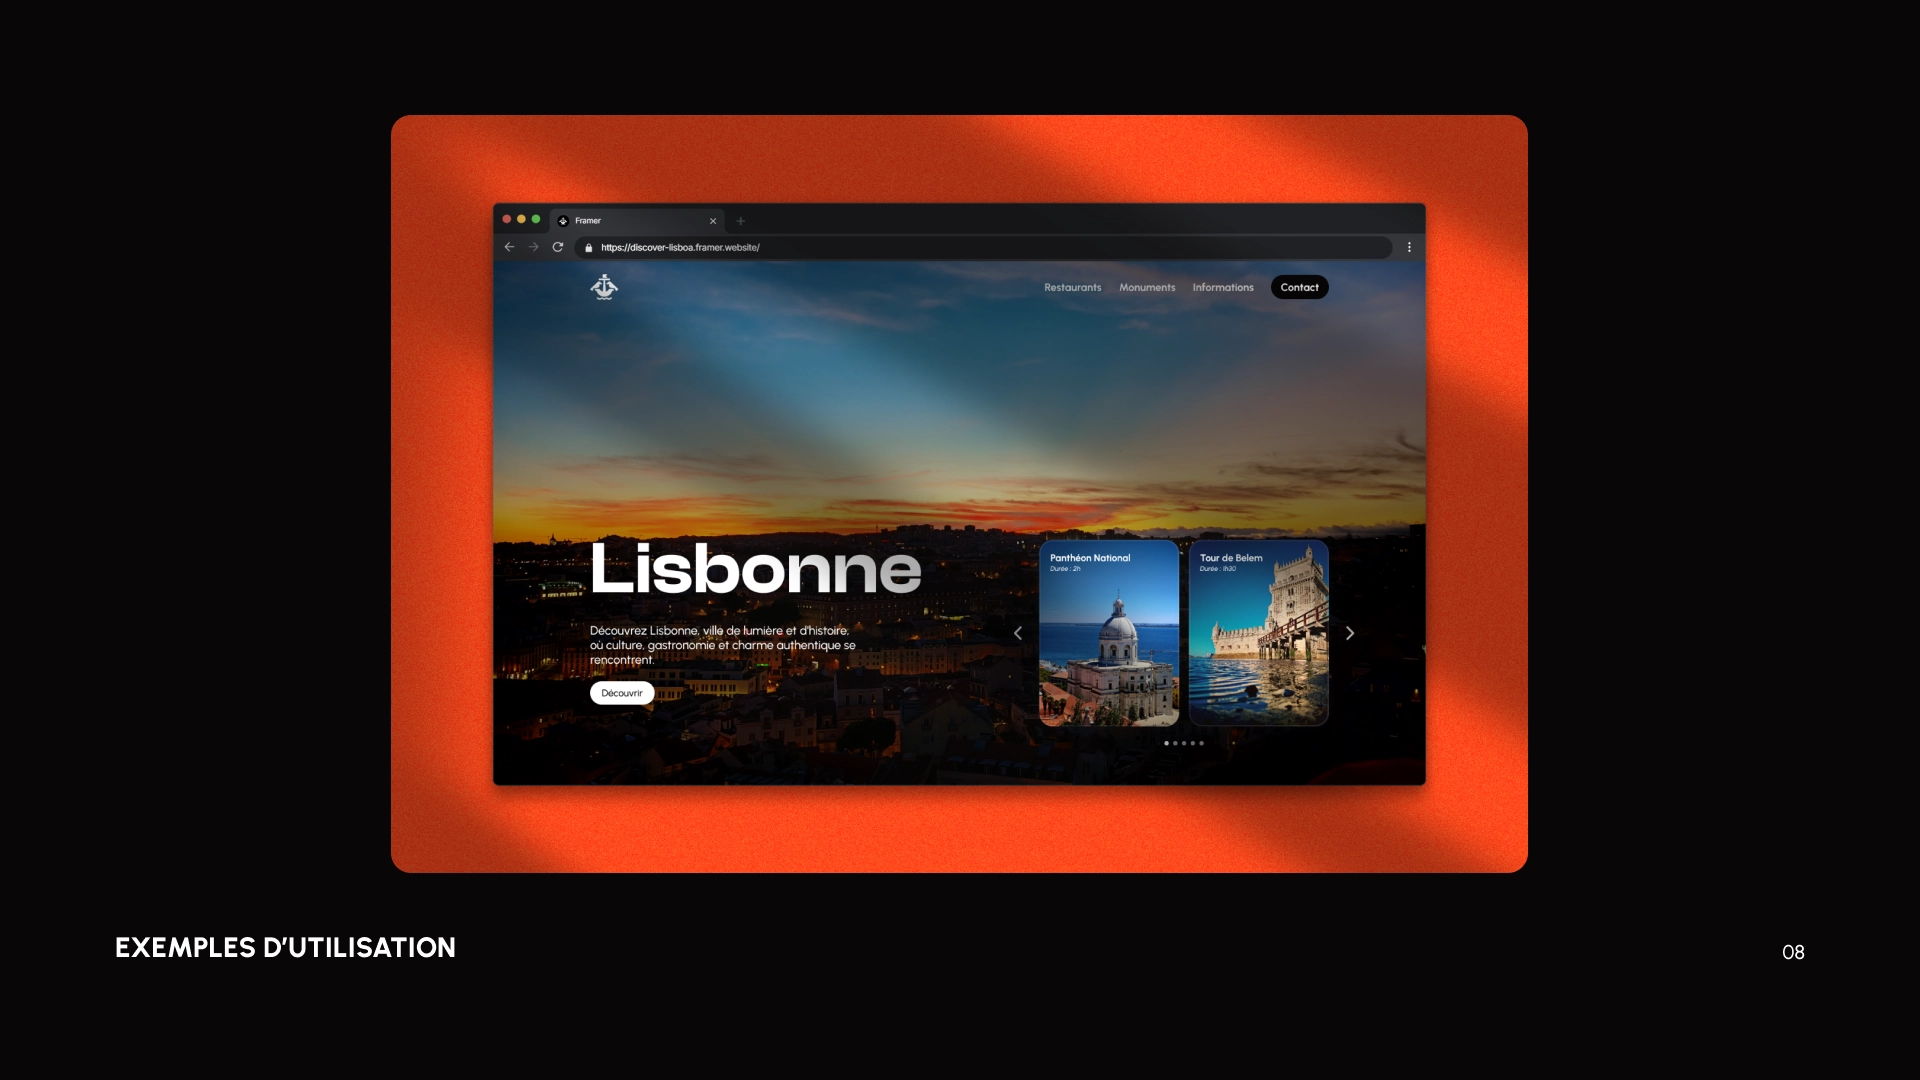 Framer
https://discover-lisboa.framer.website/
Restaurants Monuments Informations Contact
Lisbonne
Découvrez Lisbonne, ville de lumière et d'histoire,
où culture, gastronomie et charme authentique se
rencontrent.
Découvrir
Panthéon National
Durée : 2h
Tour de Belem
Durée : 1h30
EXEMPLES D'UTILISATION
08